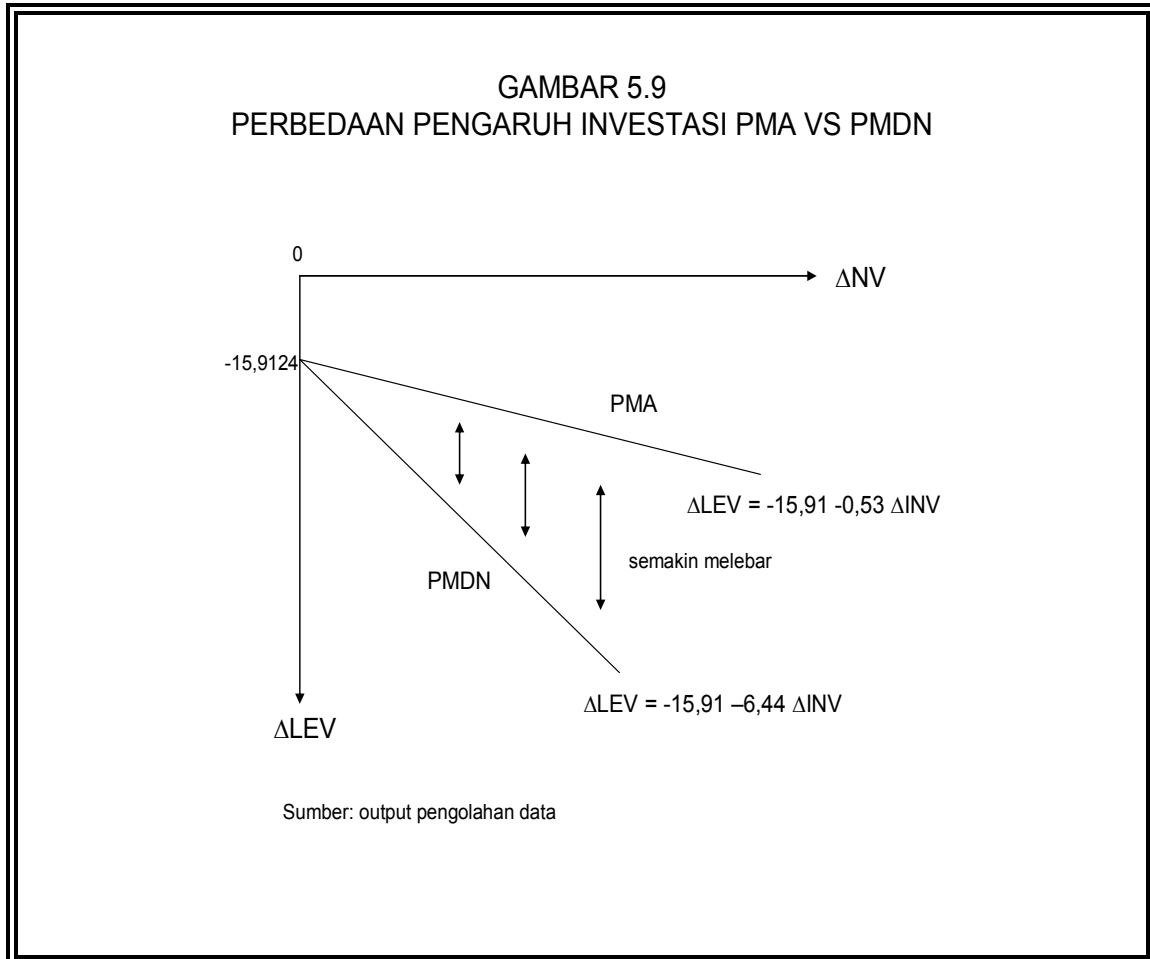 GAMBAR 5.9
PERBEDAAN PENGARUH INVESTASI PMA VS PMDN
0
∆NV
-15,9124
PMA
∆LEV = -15,91 -0,53 ∆INV
semakin melebar
PMDN
∆LEV = -15,91 –6,44 ∆INV
∆LEV
Sumber: output pengolahan data